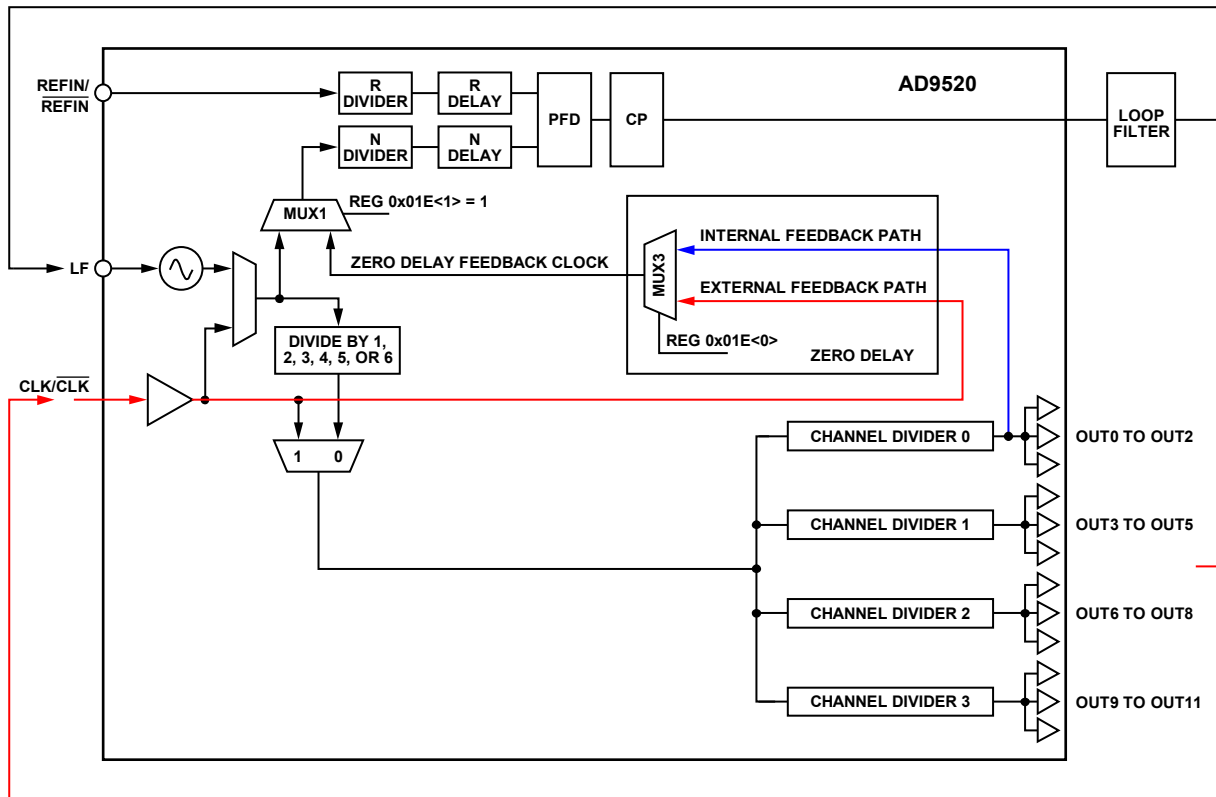 AD9520
REFIN/
REFIN
R
DIVIDER
R
DELAY
N
DIVIDER
N
DELAY
PFD
CP
LOOP
FILTER
REG 0x01E<1> = 1
MUX1
INTERNAL FEEDBACK PATH
ZERO DELAY FEEDBACK CLOCK
MUX3
EXTERNAL FEEDBACK PATH
REG 0x01E<0>
ZERO DELAY
LF
DIVIDE BY 1,
2, 3, 4, 5, OR 6
CLK/CLK
1 0
CHANNEL DIVIDER 0
OUT0 TO OUT2
CHANNEL DIVIDER 1
OUT3 TO OUT5
CHANNEL DIVIDER 2
OUT6 TO OUT8
CHANNEL DIVIDER 3
OUT9 TO OUT11